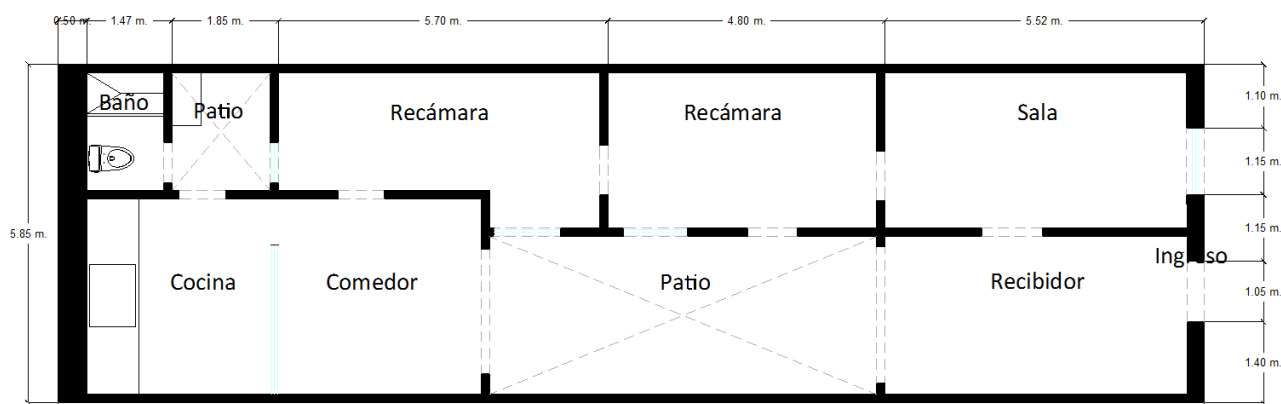 0.50 m. 1.47 m. 1.85 m. 5.70 m. 4.80 m. 5.52 m.
Baño Patio Recámara Recámara Sala
1.10 m.
1.15 m.
5.85 m.
1.15 m.
Ingreso
Cocina Comedor Patio Recibidor
1.05 m.
1.40 m.